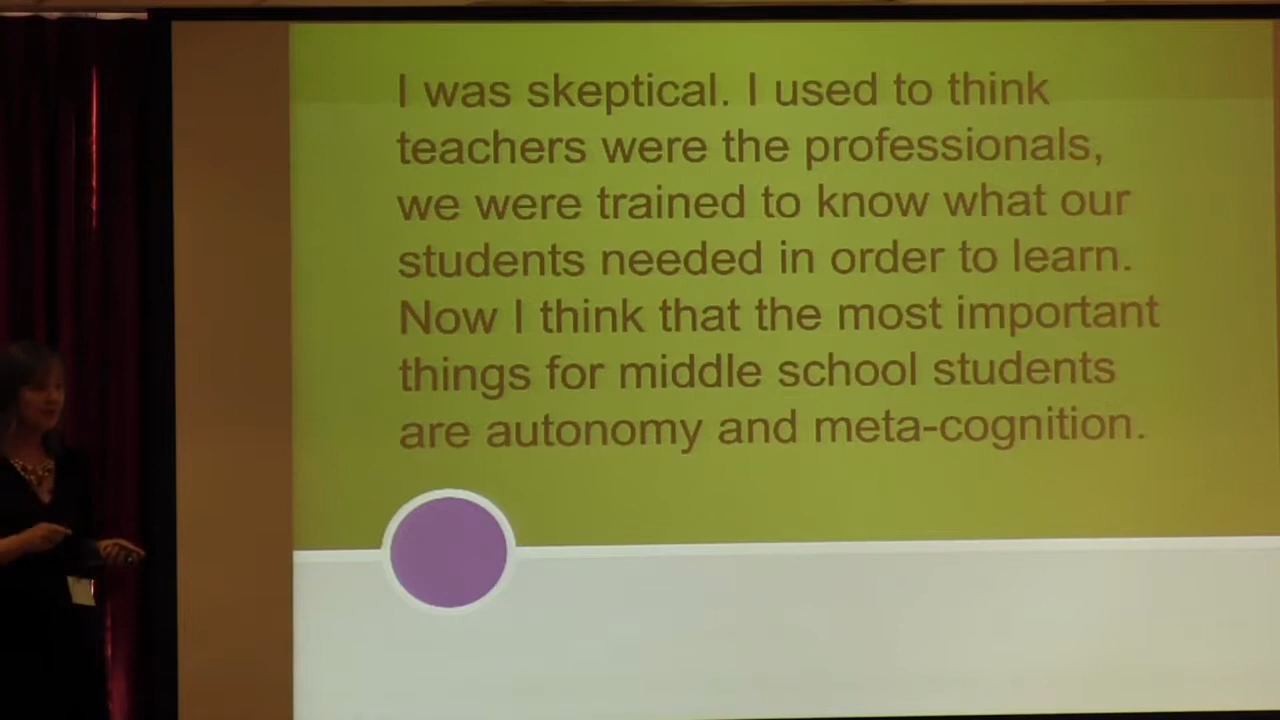 I was skeptical. I used to think
teachers were the professionals,
we were trained to know what our
students needed in order to learn.
Now I think that the most important
things for middle school students
are autonomy and meta-cognition.